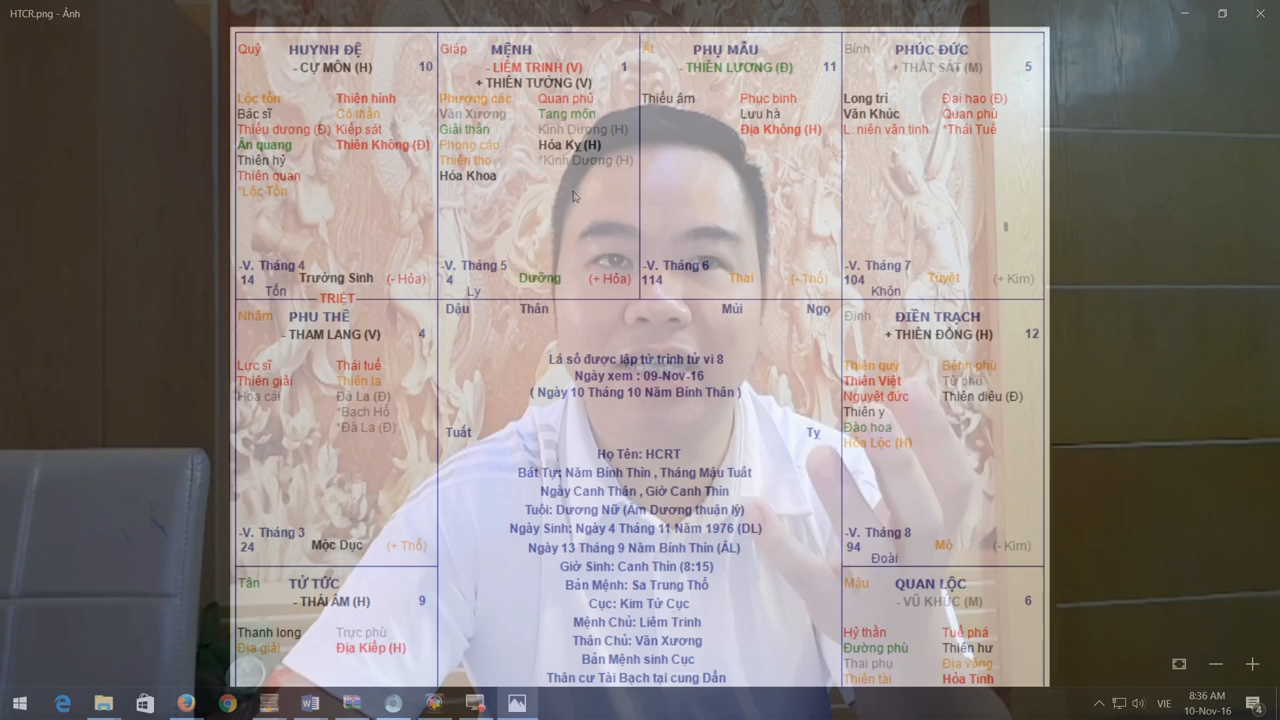 HTCR.png - Ảnh
Quý HUYNH ĐỆ
- CỰ MÔN (H) 10
Lộc tồn Thiên hình
Bác sĩ Cô thần
Thiếu dương (Đ) Kiếp sát
Ân quang Thiên Không (Đ)
Thiên hỷ
Thiên quan
*Lộc Tồn
-V. Tháng 4
14 Trường Sinh (- Hỏa)
Tốn
Giáp MỆNH
- LIÊM TRINH (V) 1
+ THIÊN TƯỚNG (V)
Phượng các Quan phủ
Văn Xương Tang môn
Giải thần Kình Dương (H)
Phong cáo Hóa Kỵ (H)
Thiên thọ *Kình Dương (H)
Hóa Khoa
-V. Tháng 5
4 Dưỡng (+ Hỏa)
Ly
Ất PHỤ MẪU
- THIÊN LƯƠNG (Đ) 11
Thiếu âm Phục binh
Lưu hà
Địa Không (H)
-V. Tháng 6
114 Thai (- Thổ)
Bính PHÚC ĐỨC
+ THẤT SÁT (M) 5
Long trì Đại hao (Đ)
Văn Khúc Quan phù
L. niên văn tinh *Thái Tuế
-V. Tháng 7
104 Tuyệt (+ Kim)
Khôn
TRIỆT
Nhâm PHU THÊ
- THAM LANG (V) 4
Lực sĩ Thái tuế
Thiên giải Thiên la
Hoa cái Đà La (Đ)
*Bạch Hổ
*Đà La (Đ)
-V. Tháng 3
24 Mộc Dục (+ Thổ)
Dậu Thân Mùi Ngọ
Lá số được lập từ trình tử vi 8
Ngày xem : 09-Nov-16
( Ngày 10 Tháng 10 Năm Bính Thân )
Tuất Tỵ
Họ Tên: HCRT
Bát Tự: Năm Bính Thìn , Tháng Mậu Tuất
Ngày Canh Thân , Giờ Canh Thìn
Tuổi: Dương Nữ (Âm Dương thuận lý)
Ngày Sinh: Ngày 4 Tháng 11 Năm 1976 (DL)
Ngày 13 Tháng 9 Năm Bính Thìn (ÂL)
Giờ Sinh: Canh Thìn (8:15)
Bản Mệnh: Sa Trung Thổ
Cục: Kim Tứ Cục
Mệnh Chủ: Liêm Trinh
Thân Chủ: Văn Xương
Bản Mệnh sinh Cục
Thân cư Tài Bạch tại cung Dần
Đinh ĐIỀN TRẠCH
+ THIÊN ĐỒNG (H) 12
Thiên quý Bệnh phù
Thiên Việt Tử phù
Nguyệt đức Thiên diêu (Đ)
Thiên y
Đào hoa
Hóa Lộc (H)
-V. Tháng 8
94 Mộ (- Kim)
Đoài
Tân TỬ TỨC
- THÁI ÂM (H) 9
Thanh long Trực phù
Địa giải Địa Kiếp (H)
Mậu QUAN LỘC
- VŨ KHÚC (M) 6
Hỷ thần Tuế phá
Đường phù Thiên hư
Thai phụ Địa võng
Thiên tài Hỏa Tinh
VIE
8:36 AM
10-Nov-16
4